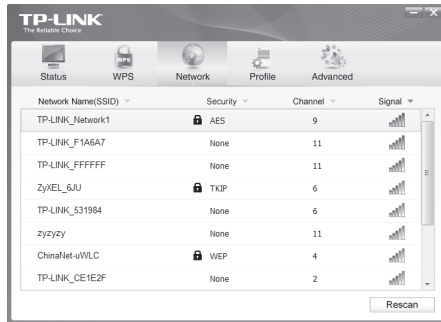 TP-LINK
The Reliable Choice
WPS
Status WPS Network Profile Advanced
Network Name(SSID) Security Channel Signal
TP-LINK_Network1 AES 9
TP-LINK_F1A6A7 None 11
TP-LINK_FFFFFF None 11
ZyXEL_6JU TKIP 6
TP-LINK_531984 None 6
zyzyzy None 11
ChinaNet-uWLC WEP 4
TP-LINK_CE1E2F None 2
Rescan